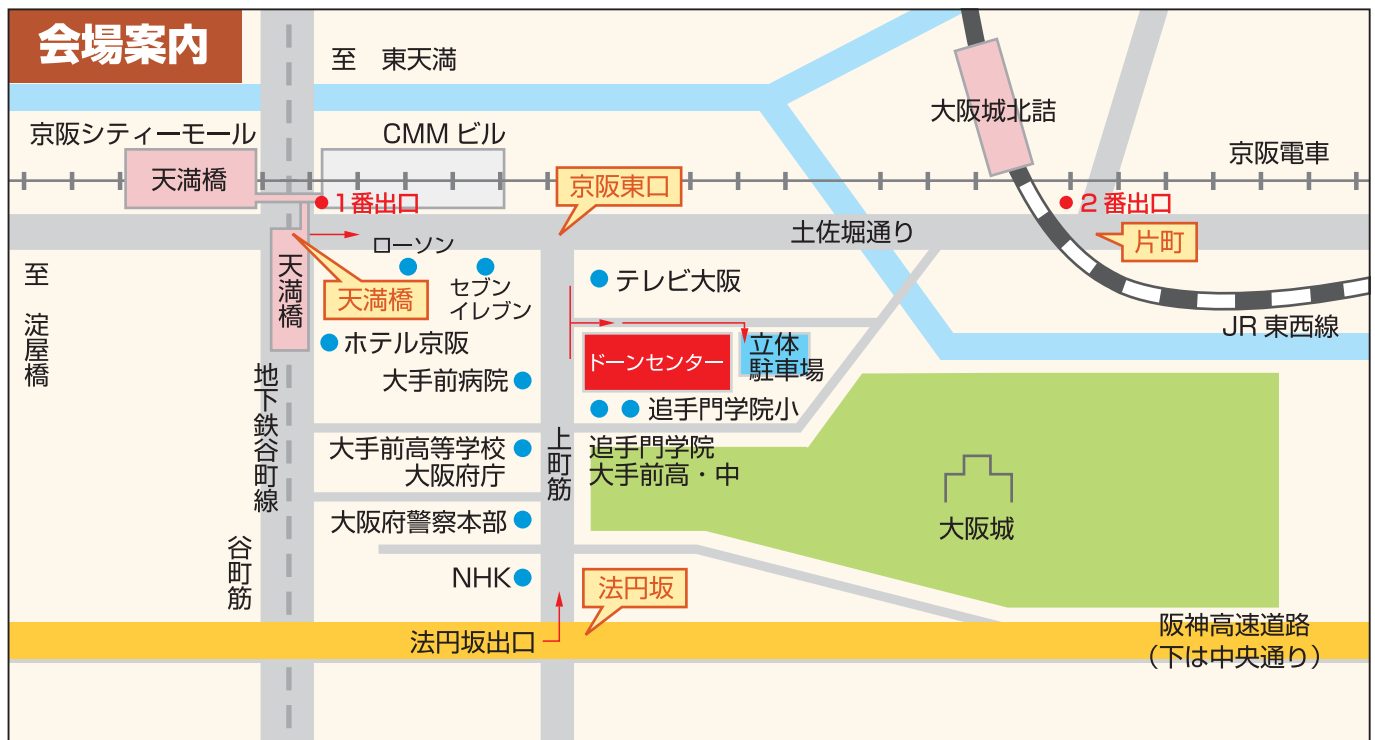 会場案内
至 東天満
京阪シティーモール
CMM ビル
大阪城北詰
京阪電車
天満橋
京阪東口
1番出口
2 番出口
土佐堀通り
片町
ローソン
天満橋
至 淀屋橋
セブン
イレブン
テレビ大阪
天満橋
JR 東西線
ホテル京阪
ドーンセンター
立体
駐車場
大手前病院
地下鉄谷町線
追手門学院小
上町筋
大手前高等学校
大阪府庁
追手門学院
大手前高・中
大阪府警察本部
大阪城
谷町筋
NHK
法円坂
法円坂出口
阪神高速道路
（下は中央通り）